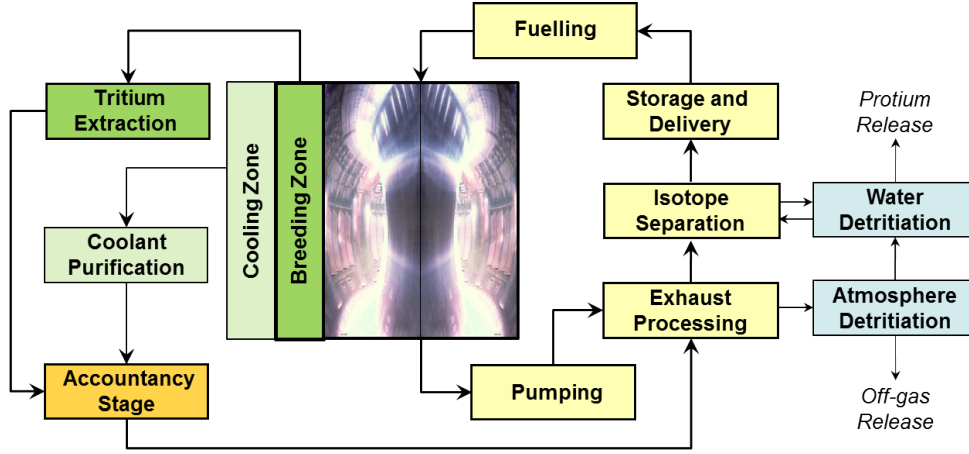 Fuelling
Tritium
Extraction
Storage and
Delivery
Protium
Release
Cooling Zone
Breeding Zone
Isotope
Separation
Water
Detritiation
Coolant
Purification
Exhaust
Processing
Atmosphere
Detritiation
Accountancy
Stage
Pumping
Off-gas
Release